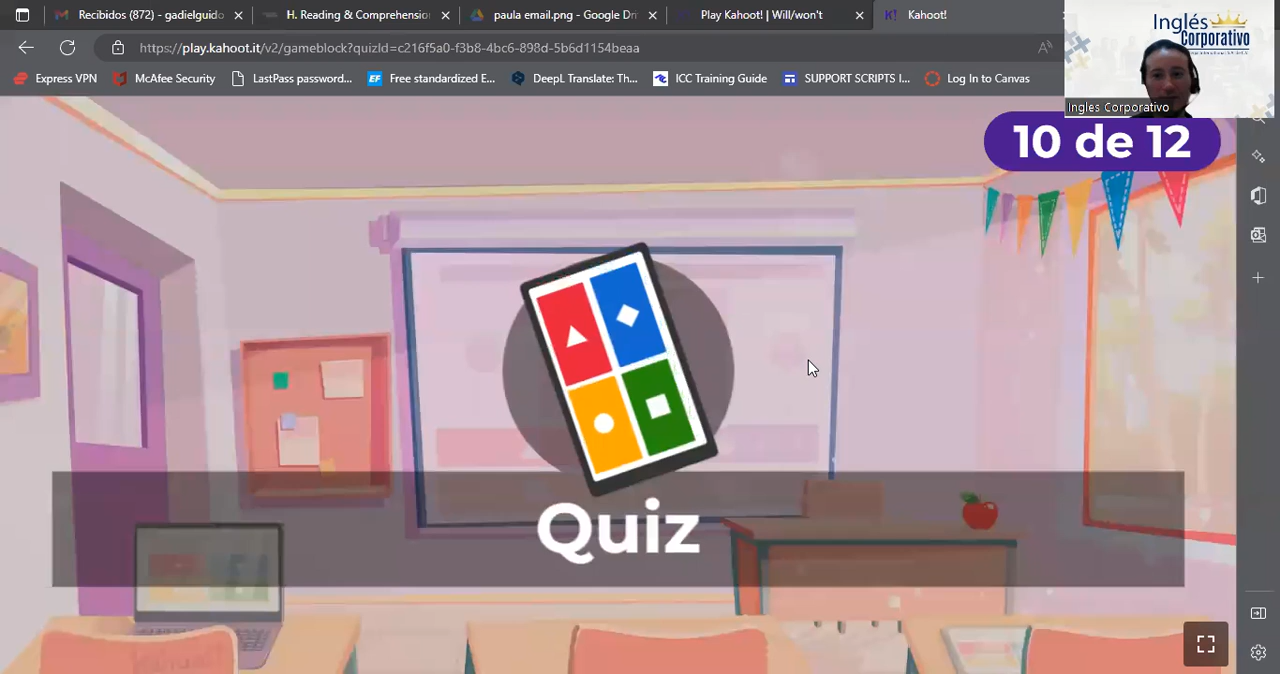 Recibidos (872) - gadielguido
H. Reading & Comprehension
paula email.png - Google Dri
Play Kahoot! | Will/won't
Kahoot!
https://play.kahoot.it/v2/gameblock?quizId=c216f5a0-f3b8-4bc6-898d-5b6d1154beaa
Express VPN
McAfee Security
LastPass password...
Free standardized E...
DeepL Translate: Th...
ICC Training Guide
SUPPORT SCRIPTS I...
Log In to Canvas
Inglés
Corporativo
Ingles Corporativo
10 de 12
Quiz